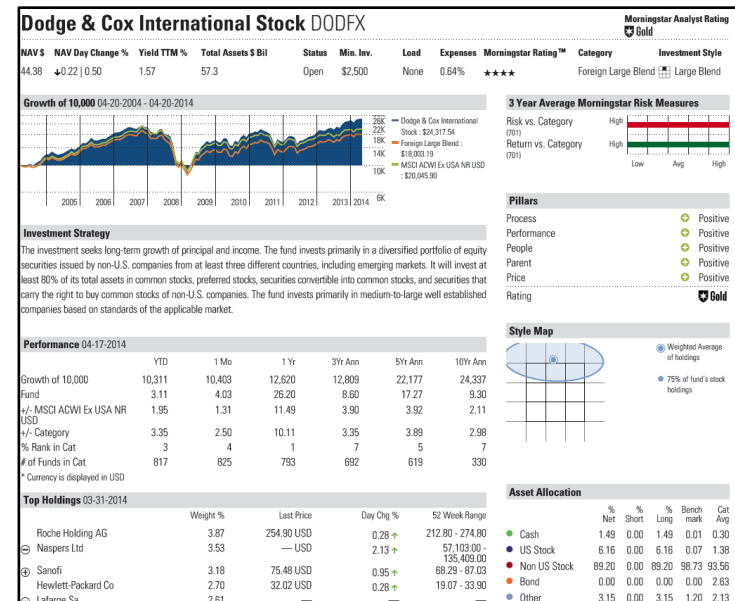 Dodge & Cox International Stock DODFX
Morningstar Analyst Rating
Gold
NAV $ NAV Day Change % Yield TTM % Total Assets $ Bil Status Min. Inv. Load Expenses Morningstar Rating™ Category Investment Style
44.38 ↓0.22 | 0.50 1.57 57.3 Open $2,500 None 0.64% ★★★★ Foreign Large Blend Large Blend
Growth of 10,000 04-20-2004 - 04-20-2014
26K
22K
18K
14K
10K
6K
2005 2006 2007 2008 2009 2010 2011 2012 2013 2014
Dodge & Cox International
Stock : $24,317.54
Foreign Large Blend :
$18,003.19
MSCI ACWI Ex USA NR USD
: $20,045.90
3 Year Average Morningstar Risk Measures
Risk vs. Category High
(701)
Return vs. Category High
(701)
Low Avg High
Investment Strategy
The investment seeks long-term growth of principal and income. The fund invests primarily in a diversified portfolio of equity
securities issued by non-U.S. companies from at least three different countries, including emerging markets. It will invest at
least 80% of its total assets in common stocks, preferred stocks, securities convertible into common stocks, and securities that
carry the right to buy common stocks of non-U.S. companies. The fund invests primarily in medium-to-large well established
companies based on standards of the applicable market.
Pillars
Process Positive
Performance Positive
People Positive
Parent Positive
Price Positive
Rating Gold
Performance 04-17-2014
YTD 1 Mo 1 Yr 3Yr Ann 5Yr Ann 10Yr Ann
Growth of 10,000 10,311 10,403 12,620 12,809 22,177 24,337
Fund 3.11 4.03 26.20 8.60 17.27 9.30
+/- MSCI ACWI Ex USA NR 1.95 1.31 11.49 3.90 3.92 2.11
USD
+/- Category 3.35 2.50 10.11 3.35 3.89 2.98
% Rank in Cat 3 4 1 7 5 7
# of Funds in Cat 817 825 793 692 619 330
* Currency is displayed in USD
Style Map
Weighted Average
of holdings
75% of fund's stock
holdings
Top Holdings 03-31-2014
Weight % Last Price Day Chg % 52 Week Range
Roche Holding AG 3.87 254.90 USD 0.28 ↑ 212.80 - 274.80
Naspers Ltd 3.53 — USD 2.13 ↑ 57,103.00 -
135,409.00
Sanofi 3.18 75.48 USD 0.95 ↑ 68.29 - 87.03
Hewlett-Packard Co 2.70 32.02 USD 0.28 ↑ 19.07 - 33.90
Lafarge Sa 2.61 — — —
Asset Allocation
% % % Bench Cat
Net Short Long mark Avg
Cash 1.49 0.00 1.49 0.01 0.30
US Stock 6.16 0.00 6.16 0.07 1.38
Non US Stock 89.20 0.00 89.20 98.73 93.56
Bond 0.00 0.00 0.00 0.00 2.63
Other 3.15 0.00 3.15 1.20 2.13